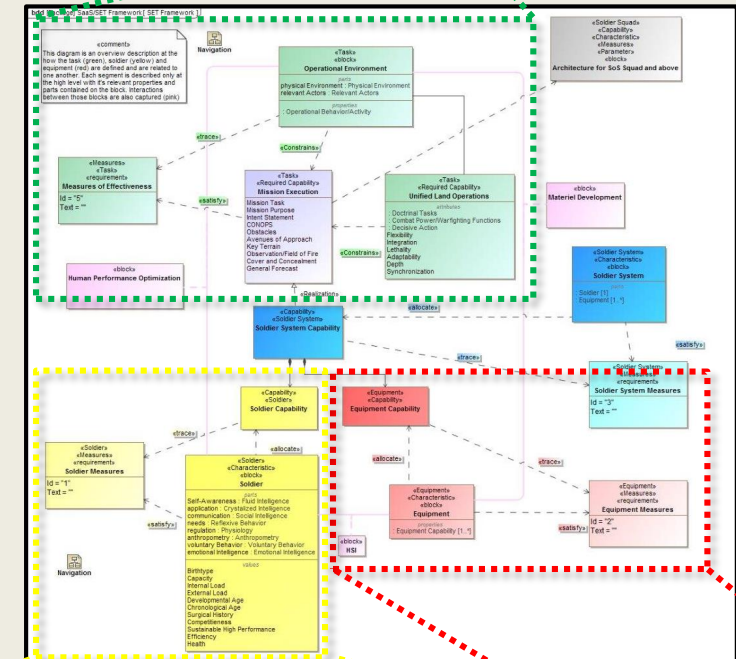 bdd [Package] SaaS/SET Framework [ SET Framework ]
«comment»
This diagram is an overview description at the
how the task (green), soldier (yellow) and
equipment (red) are defined and are related to
one another. Each segment is described only at
the high level with it's relevant properties and
parts contained on the block. Interactions
between those blocks are also captured (pink)
Navigation
«Task»
«block»
Operational Environment
parts
physical Environment : Physical Environment
relevant Actors : Relevant Actors
properties
: Operational Behavior/Activity
«Soldier Squad»
«Capability»
«Characteristic»
«Measures»
«Parameter»
«block»
Architecture for SoS Squad and above
«trace»
«Constrains»
«Measures»
«Task»
«requirement»
Measures of Effectiveness
Id = "5"
Text = ""
«satisfy»
«Task»
«Required Capability»
Mission Execution
Mission Task
Mission Purpose
Intent Statement
CONOPS
Obstacles
Avenues of Approach
Key Terrain
Observation/Field of Fire
Cover and Concealment
General Forecast
«Constrains»
«Task»
«Required Capability»
Unified Land Operations
attributes
: Doctrinal Tasks
: Combat Power/Warfighting Functions
: Decisive Action
Flexibility
Integration
Lethality
Adaptability
Depth
Synchronization
«block»
Materiel Development
«block»
Human Performance Optimization
«Realization»
«Soldier System»
«Characteristic»
«block»
Soldier System
parts
: Soldier [1]
: Equipment [1..*]
«Capability»
«Soldier System»
Soldier System Capability
«allocate»
«satisfy»
«trace»
«Soldier System»
«Measures»
«requirement»
Soldier System Measures
Id = "3"
Text = ""
«Capability»
«Soldier»
Soldier Capability
«Equipment»
«Capability»
Equipment Capability
«trace»
«allocate»
«Soldier»
«Measures»
«requirement»
Soldier Measures
Id = "1"
Text = ""
«satisfy»
«Soldier»
«Characteristic»
«block»
Soldier
parts
Self-Awareness : Fluid Intelligence
application : Crystalized Intelligence
communication : Social Intelligence
needs : Reflexive Behavior
regulation : Physiology
anthropometry : Anthropometry
voluntary Behavior : Voluntary Behavior
emotional Intelligence : Emotional Intelligence
values
Birthtype
Capacity
Internal Load
External Load
Developmental Age
Chronological Age
Surgical History
Competitieness
Sustainable High Performance
Efficiency
Health
«allocate»
«trace»
«Equipment»
«Characteristic»
«block»
Equipment
properties
Equipment Capability [1..*]
«Equipment»
«Measures»
«requirement»
Equipment Measures
Id = "2"
Text = ""
«satisfy»
«block»
HSI
Navigation